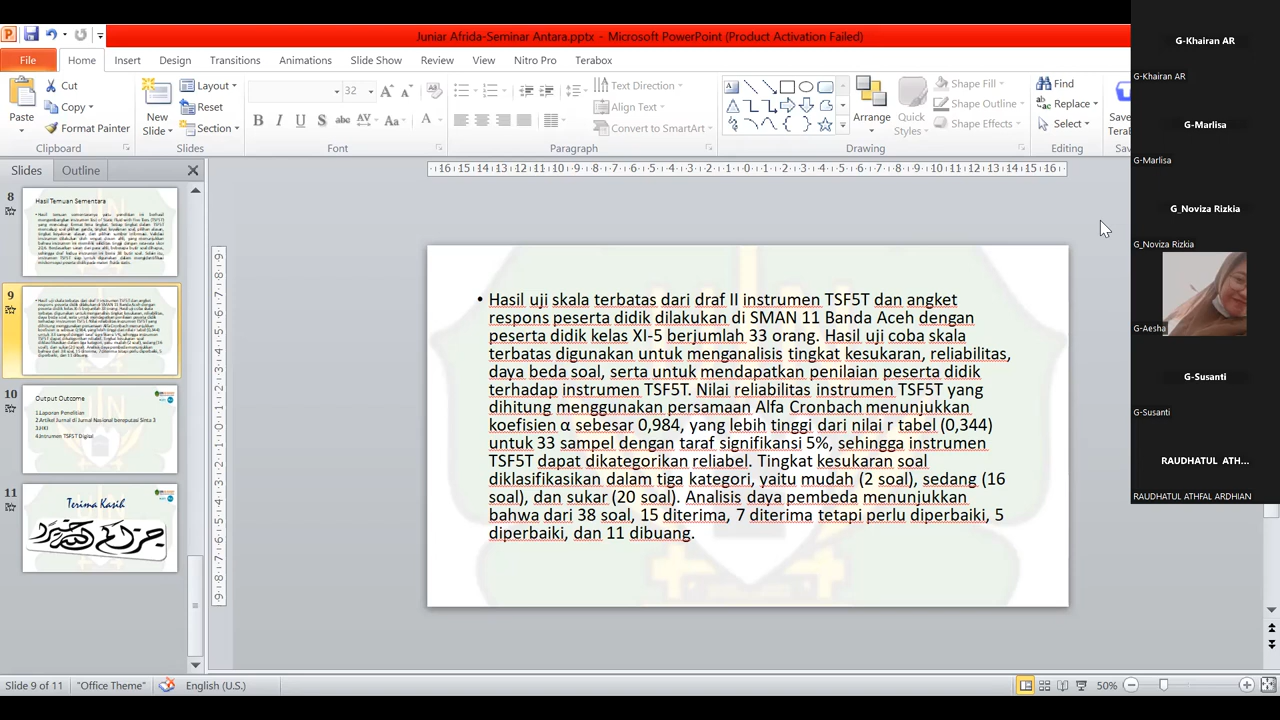 Juniar Afrida-Seminar Antara.pptx - Microsoft PowerPoint (Product Activation Failed)
File Home Insert Design Transitions Animations Slide Show Review View Nitro Pro Terabox
Paste
Cut
Copy
Format Painter
Clipboard
New Slide
Layout
Reset
Section
Slides
32
B I U S abc AV Aa A
Font
Text Direction
Align Text
Convert to SmartArt
Paragraph
Arrange
Quick Styles
Shape Fill
Shape Outline
Shape Effects
Drawing
Find
Replace
Select
Editing
Save
Slides Outline
8
Hasil Temuan Sementara
9
10
Output Outcome
1.Laporan Penelitian
2.Artikel Jurnal di Jurnal Nasional bereputasi Sinta 3
3.HKI
4.Instrumen TSF5T Digital
11
Terima Kasih
• Hasil uji skala terbatas dari draf II instrumen TSF5T dan angket
respons peserta didik dilakukan di SMAN 11 Banda Aceh dengan
peserta didik kelas XI-5 berjumlah 33 orang. Hasil uji coba skala
terbatas digunakan untuk menganalisis tingkat kesukaran, reliabilitas,
daya beda soal, serta untuk mendapatkan penilaian peserta didik
terhadap instrumen TSF5T. Nilai reliabilitas instrumen TSF5T yang
dihitung menggunakan persamaan Alfa Cronbach menunjukkan
koefisien α sebesar 0,984, yang lebih tinggi dari nilai r tabel (0,344)
untuk 33 sampel dengan taraf signifikansi 5%, sehingga instrumen
TSF5T dapat dikategorikan reliabel. Tingkat kesukaran soal
diklasifikasikan dalam tiga kategori, yaitu mudah (2 soal), sedang (16
soal), dan sukar (20 soal). Analisis daya pembeda menunjukkan
bahwa dari 38 soal, 15 diterima, 7 diterima tetapi perlu diperbaiki, 5
diperbaiki, dan 11 dibuang.
G-Khairan AR
G-Khairan AR
G-Marlisa
G-Marlisa
G_Noviza Rizkia
G_Noviza Rizkia
G-Aesha
G-Susanti
G-Susanti
RAUDHATUL ATH...
RAUDHATUL ATHFAL ARDHIAN
Slide 9 of 11 "Office Theme" English (U.S.) 50%